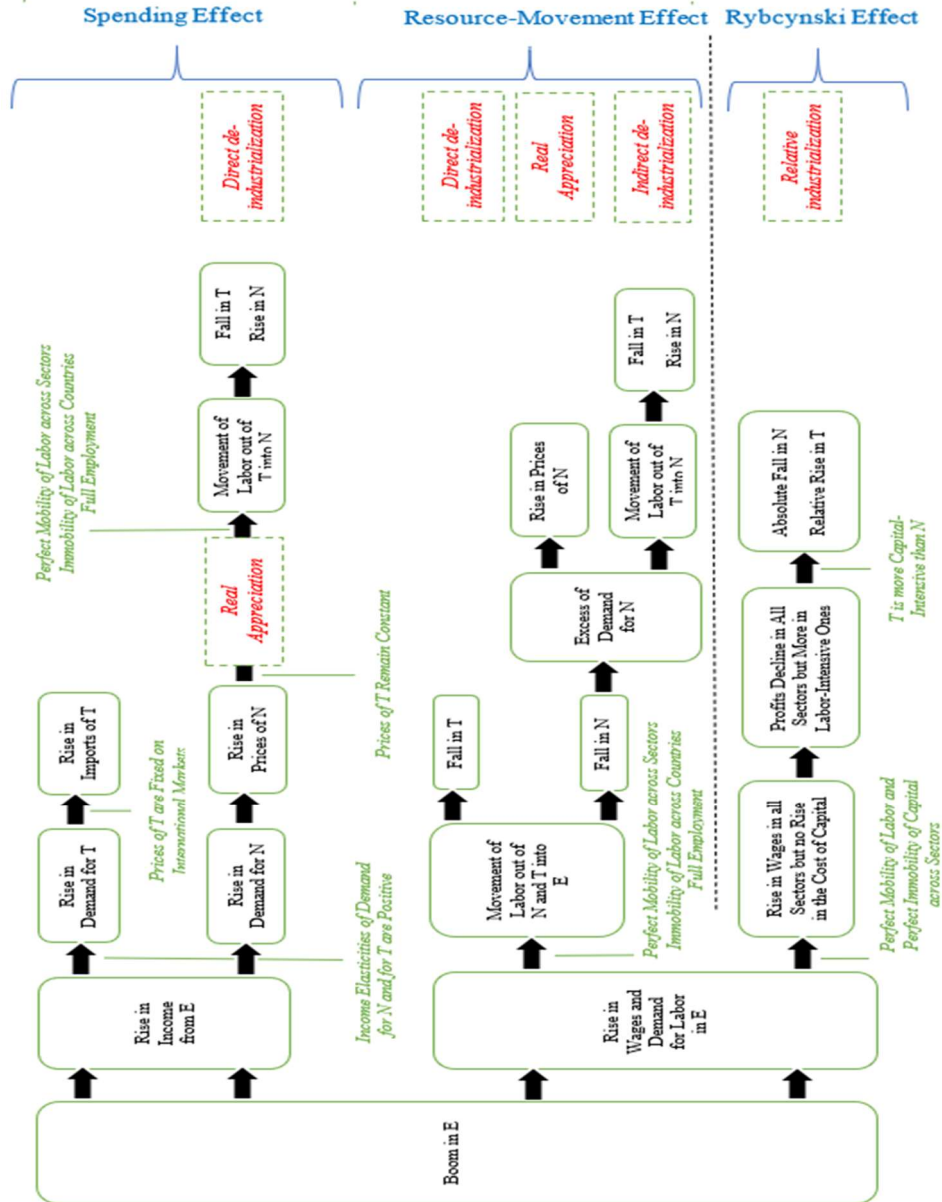 Spending Effect
Resource-Movement Effect
Rybcynski Effect
Boom in E
Rise in
Income
from E
Income Elasticities of Demand
for N and for T are Positive
Rise in
Demand for T
Prices of T are Fixed on
International Markets
Rise in
Imports of T
Rise in
Demand for N
Rise in
Prices of N
Prices of T Remain Constant
Real
Appreciation
Perfect Mobility of Labor across Sectors
Immobility of Labor across Countries
Full Employment
Movement of
Labor out of
T into N
Fall in T
Rise in N
Direct de-
industrialization
Rise in
Wages and
Demand
for Labor
in E
Perfect Mobility of Labor across Sectors
Immobility of Labor across Countries
Full Employment
Movement of
Labor out of
N and T into
E
Fall in T
Fall in N
Excess of
Demand
for N
Rise in Prices
of N
Movement of
Labor out of
T into N
Fall in T
Rise in N
Direct de-
industrialization
Real
Appreciation
Indirect de-
industrialization
Perfect Mobility of Labor and
Perfect Immobility of Capital
across Sectors
Rise in Wages in all
Sectors but no Rise
in the Cost of Capital
Profits Decline in All
Sectors but More in
Labor-Intensive Ones
T is more Capital-
Intensive than N
Absolute Fall in N
Relative Rise in T
Relative
industrialization